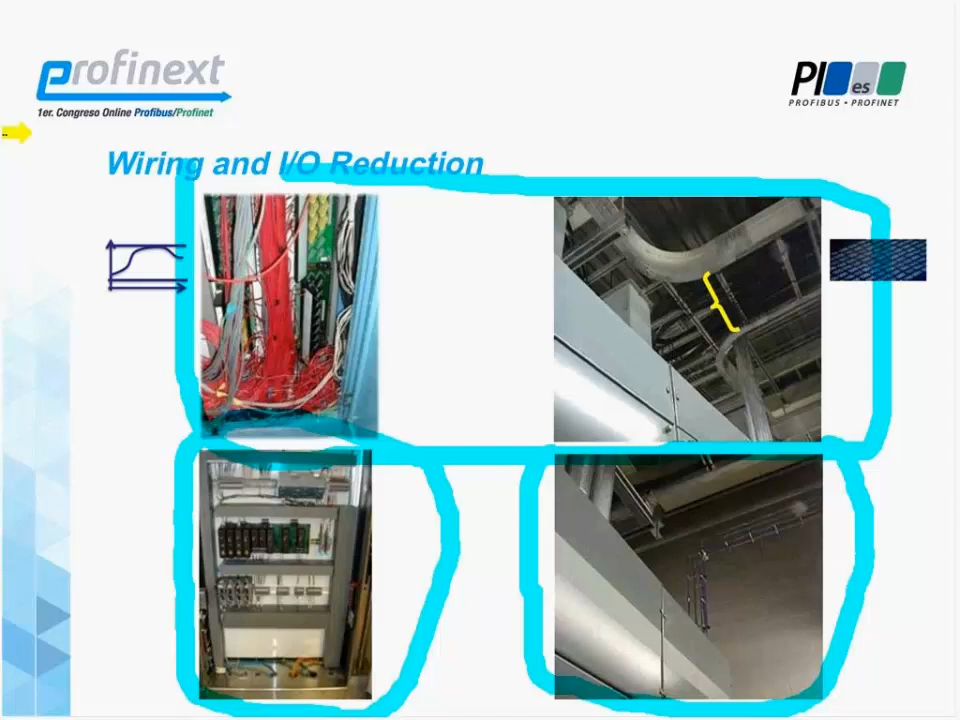 Profinext
1er. Congreso Online Profibus/Profinet
PI es
PROFIBUS • PROFINET
Wiring and I/O Reduction